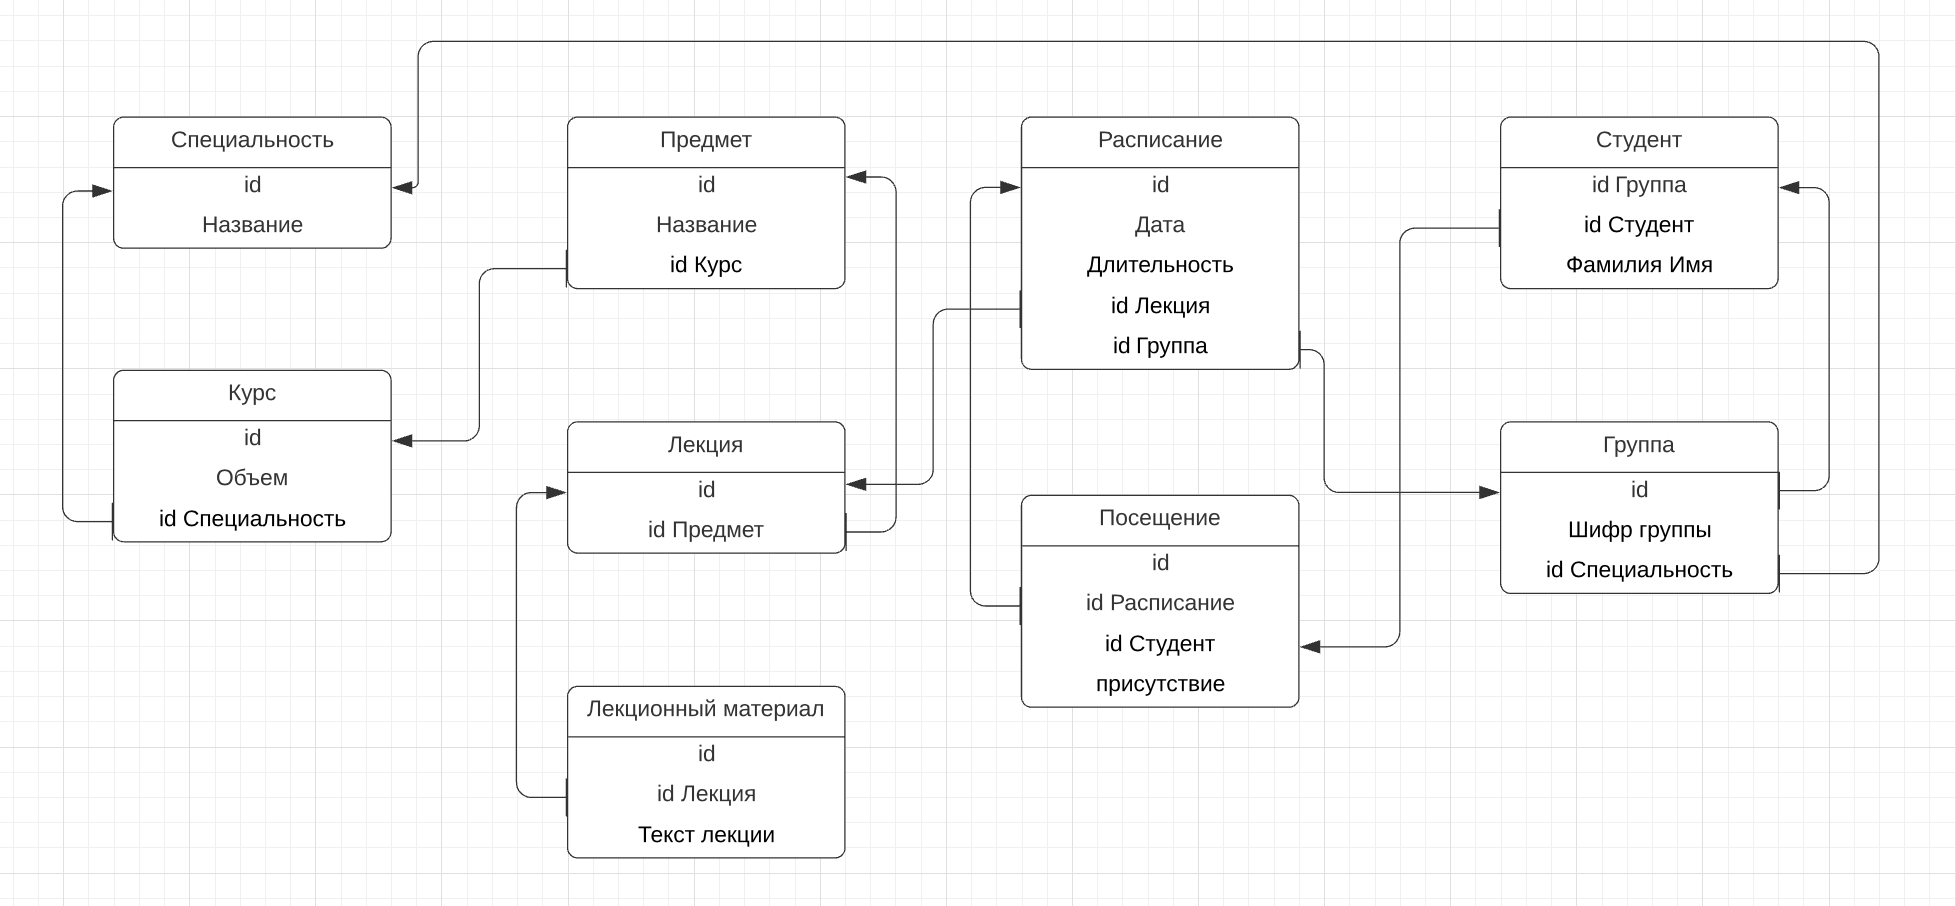 Специальность
id
Название
Курс
id
Объем
id Специальность
Предмет
id
Название
id Курс
Лекция
id
id Предмет
Лекционный материал
id
id Лекция
Текст лекции
Расписание
id
Дата
Длительность
id Лекция
id Группа
Посещение
id
id Расписание
id Студент
присутствие
Студент
id Группа
id Студент
Фамилия Имя
Группа
id
Шифр группы
id Специальность